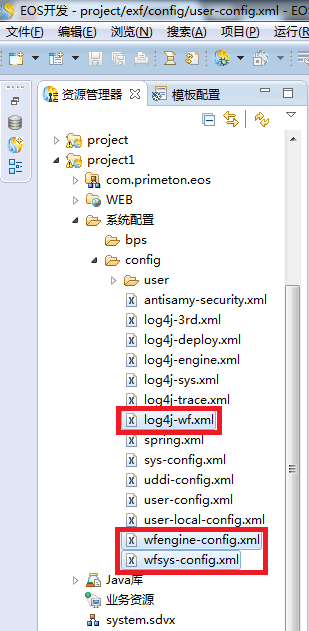 EOS开发 - project/exf/config/user-config.xml - EO
文件(F) 编辑(E) 浏览(N) 搜索(A) 项目(P)
资源管理器 模板配置
project
project1
com.primeton.eos
WEB
系统配置
bps
config
user
antisamy-security.xml
log4j-3rd.xml
log4j-deploy.xml
log4j-engine.xml
log4j-sys.xml
log4j-trace.xml
log4j-wf.xml
spring.xml
sys-config.xml
uddi-config.xml
user-config.xml
user-local-config.xml
wfengine-config.xml
wfsys-config.xml
Java库
业务资源
system.sdvx